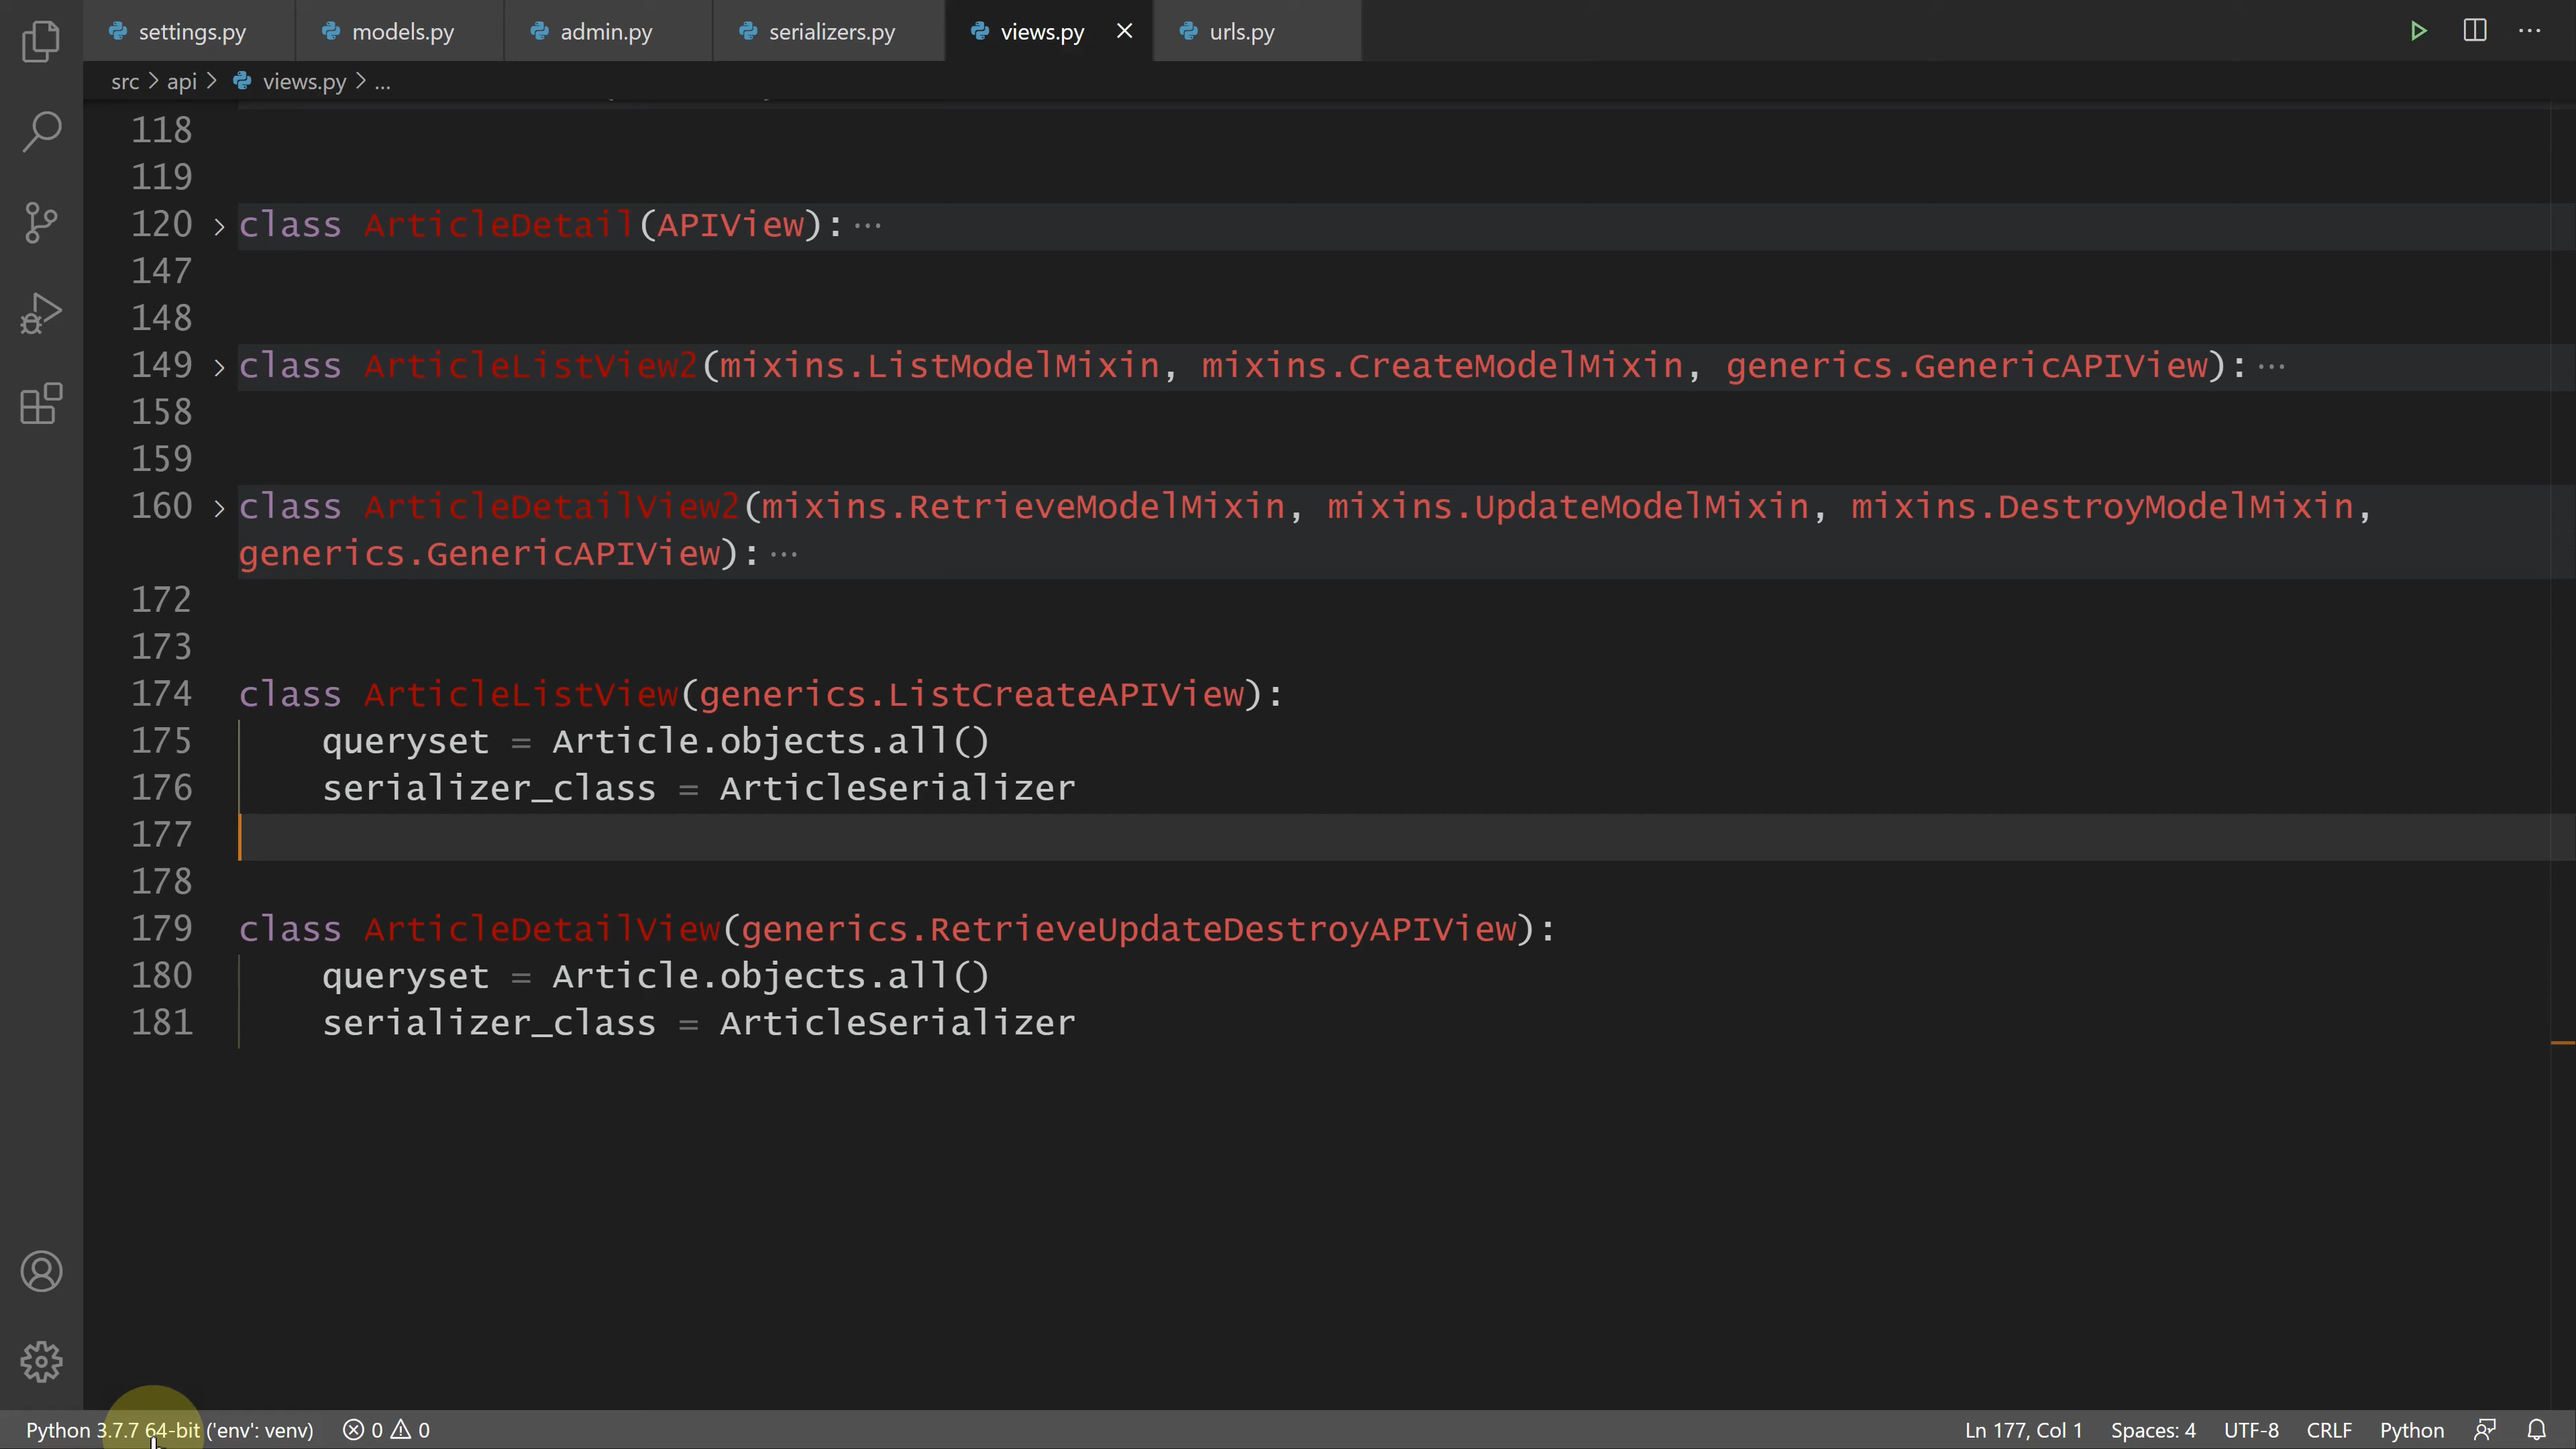 settings.py models.py admin.py serializers.py views.py urls.py
src > api > views.py > ...
118
119
120 > class ArticleDetail(APIView):···
147
148
149 > class ArticleListView2(mixins.ListModelMixin, mixins.CreateModelMixin, generics.GenericAPIView):···
158
159
160 > class ArticleDetailView2(mixins.RetrieveModelMixin, mixins.UpdateModelMixin, mixins.DestroyModelMixin,
generics.GenericAPIView):···
172
173
174 class ArticleListView(generics.ListCreateAPIView):
175 queryset = Article.objects.all()
176 serializer_class = ArticleSerializer
177
178
179 class ArticleDetailView(generics.RetrieveUpdateDestroyAPIView):
180 queryset = Article.objects.all()
181 serializer_class = ArticleSerializer
Python 3.7.7 64-bit ('env': venv) 0 0 Ln 177, Col 1 Spaces: 4 UTF-8 CRLF Python